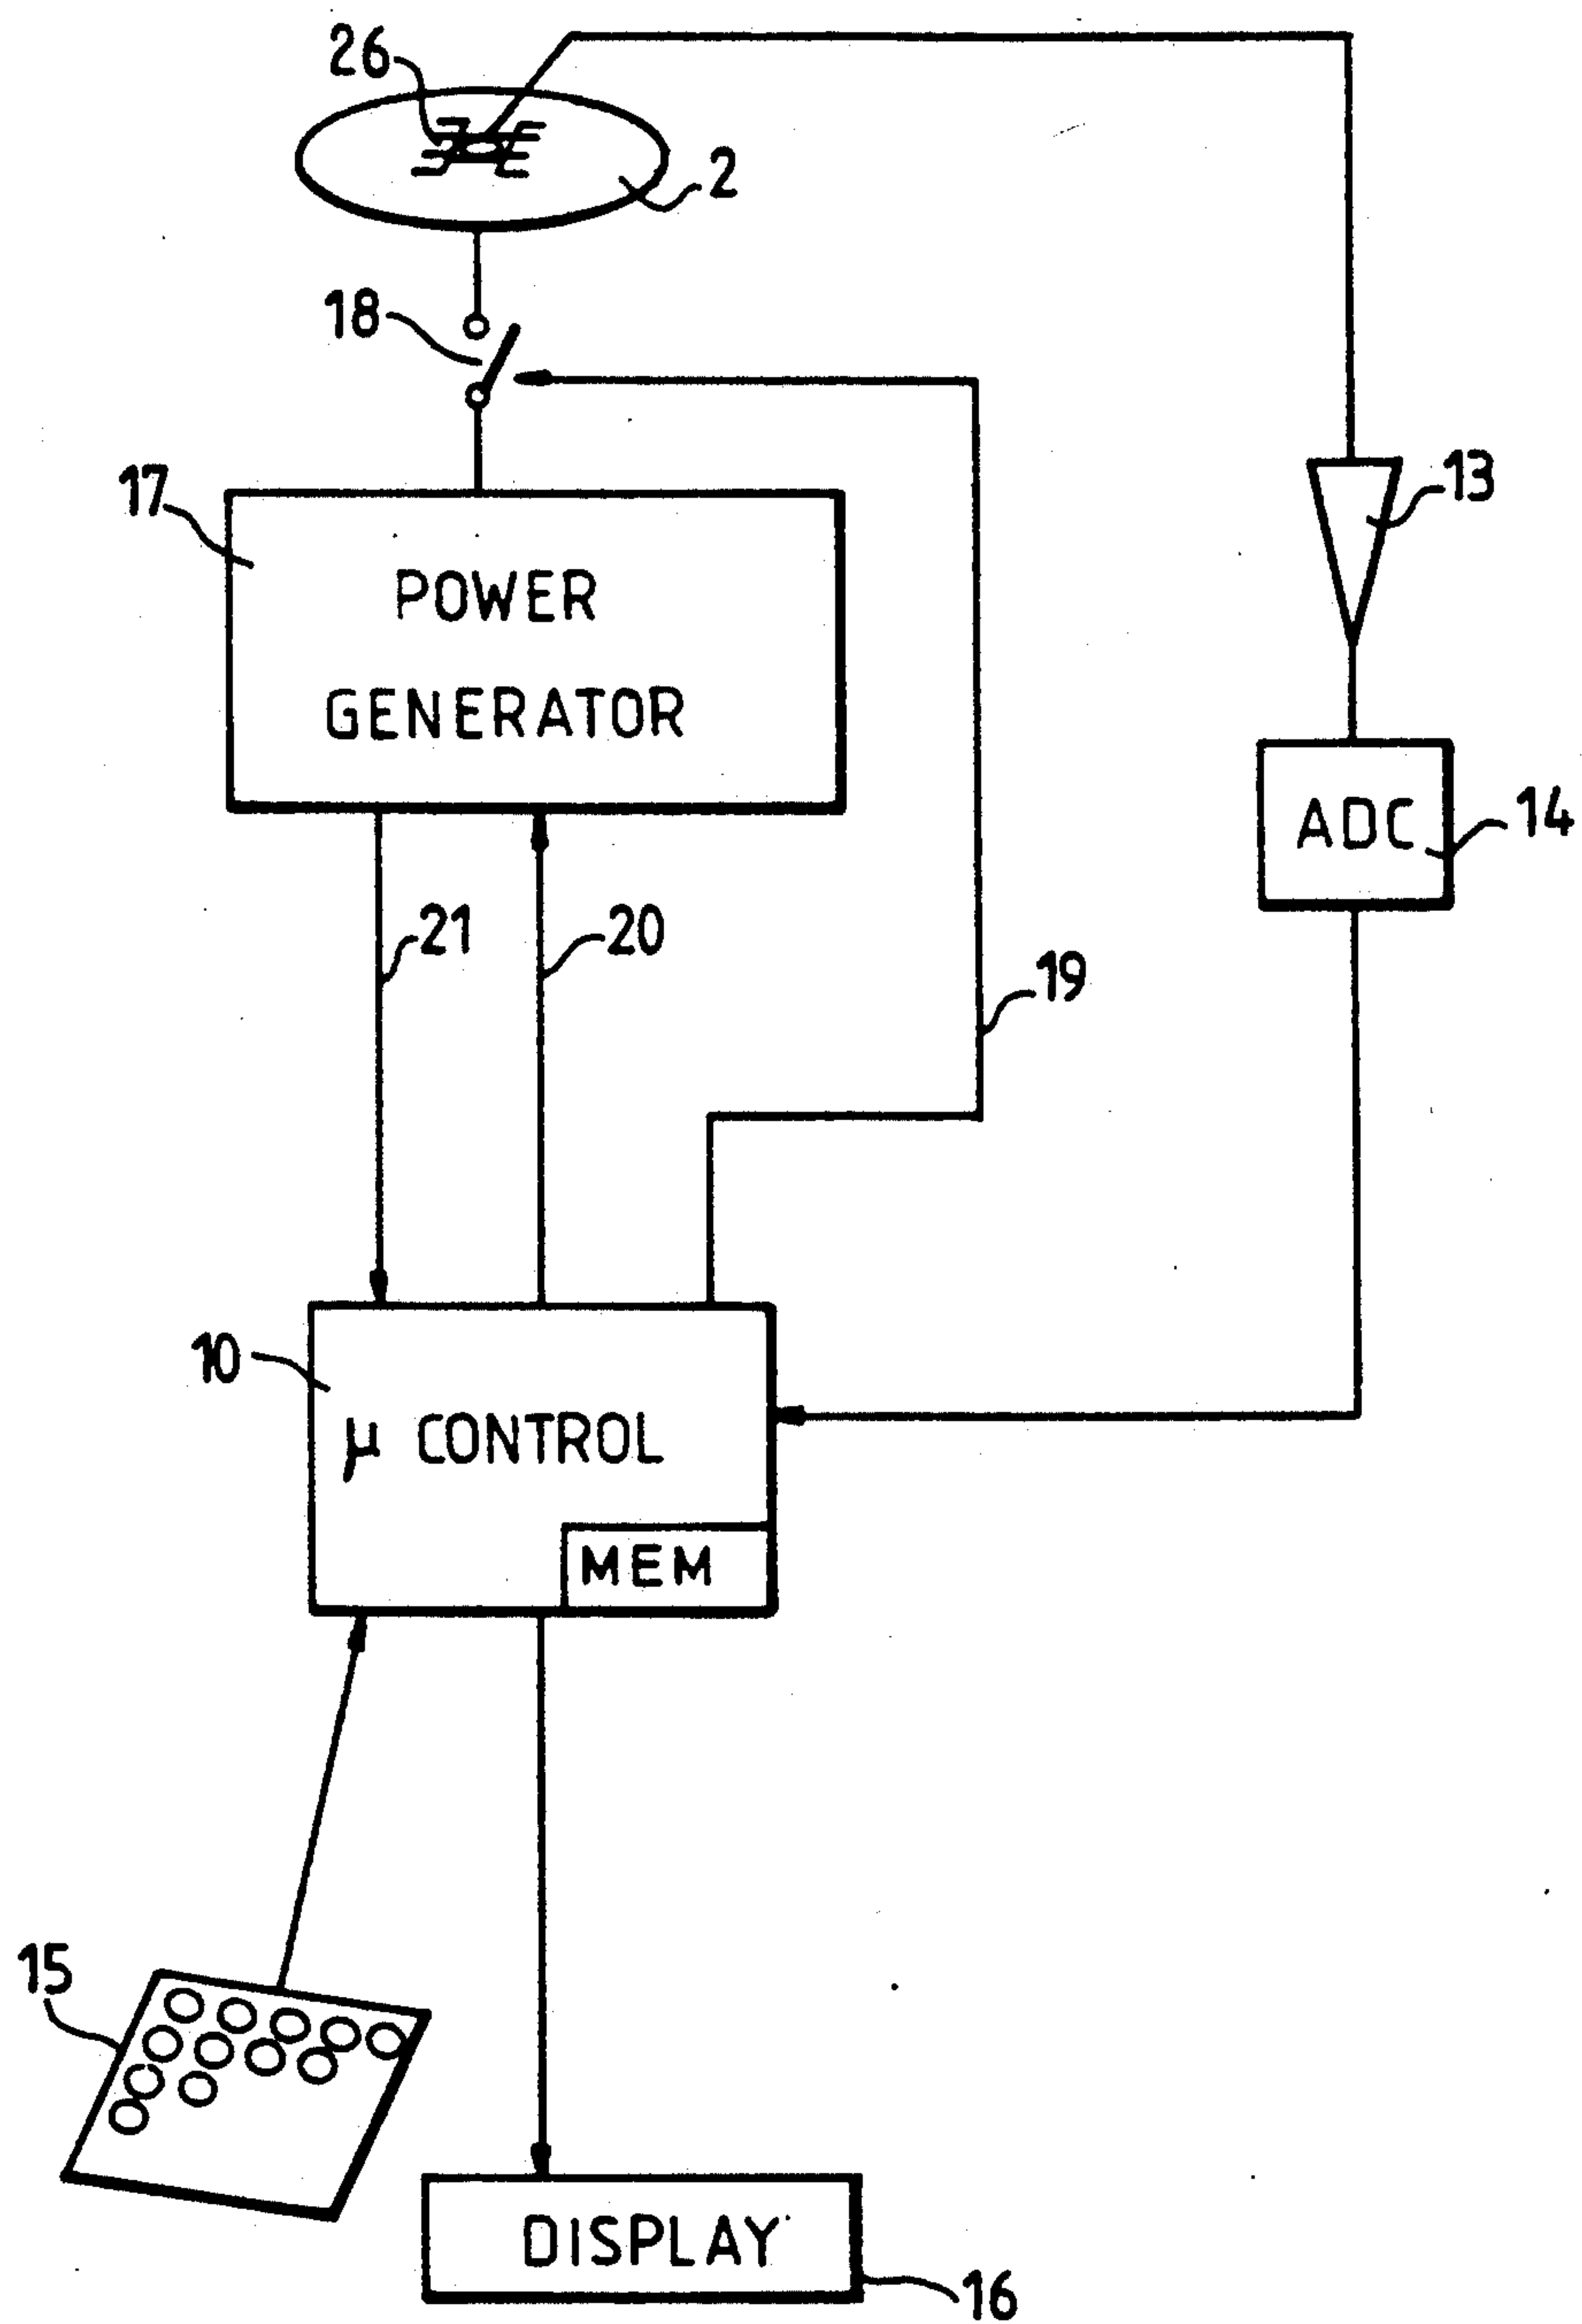 26
2
18
17
13
POWER
GENERATOR
ADC
14
21
20
19
10
μ CONTROL
MEM
15
DISPLAY
16